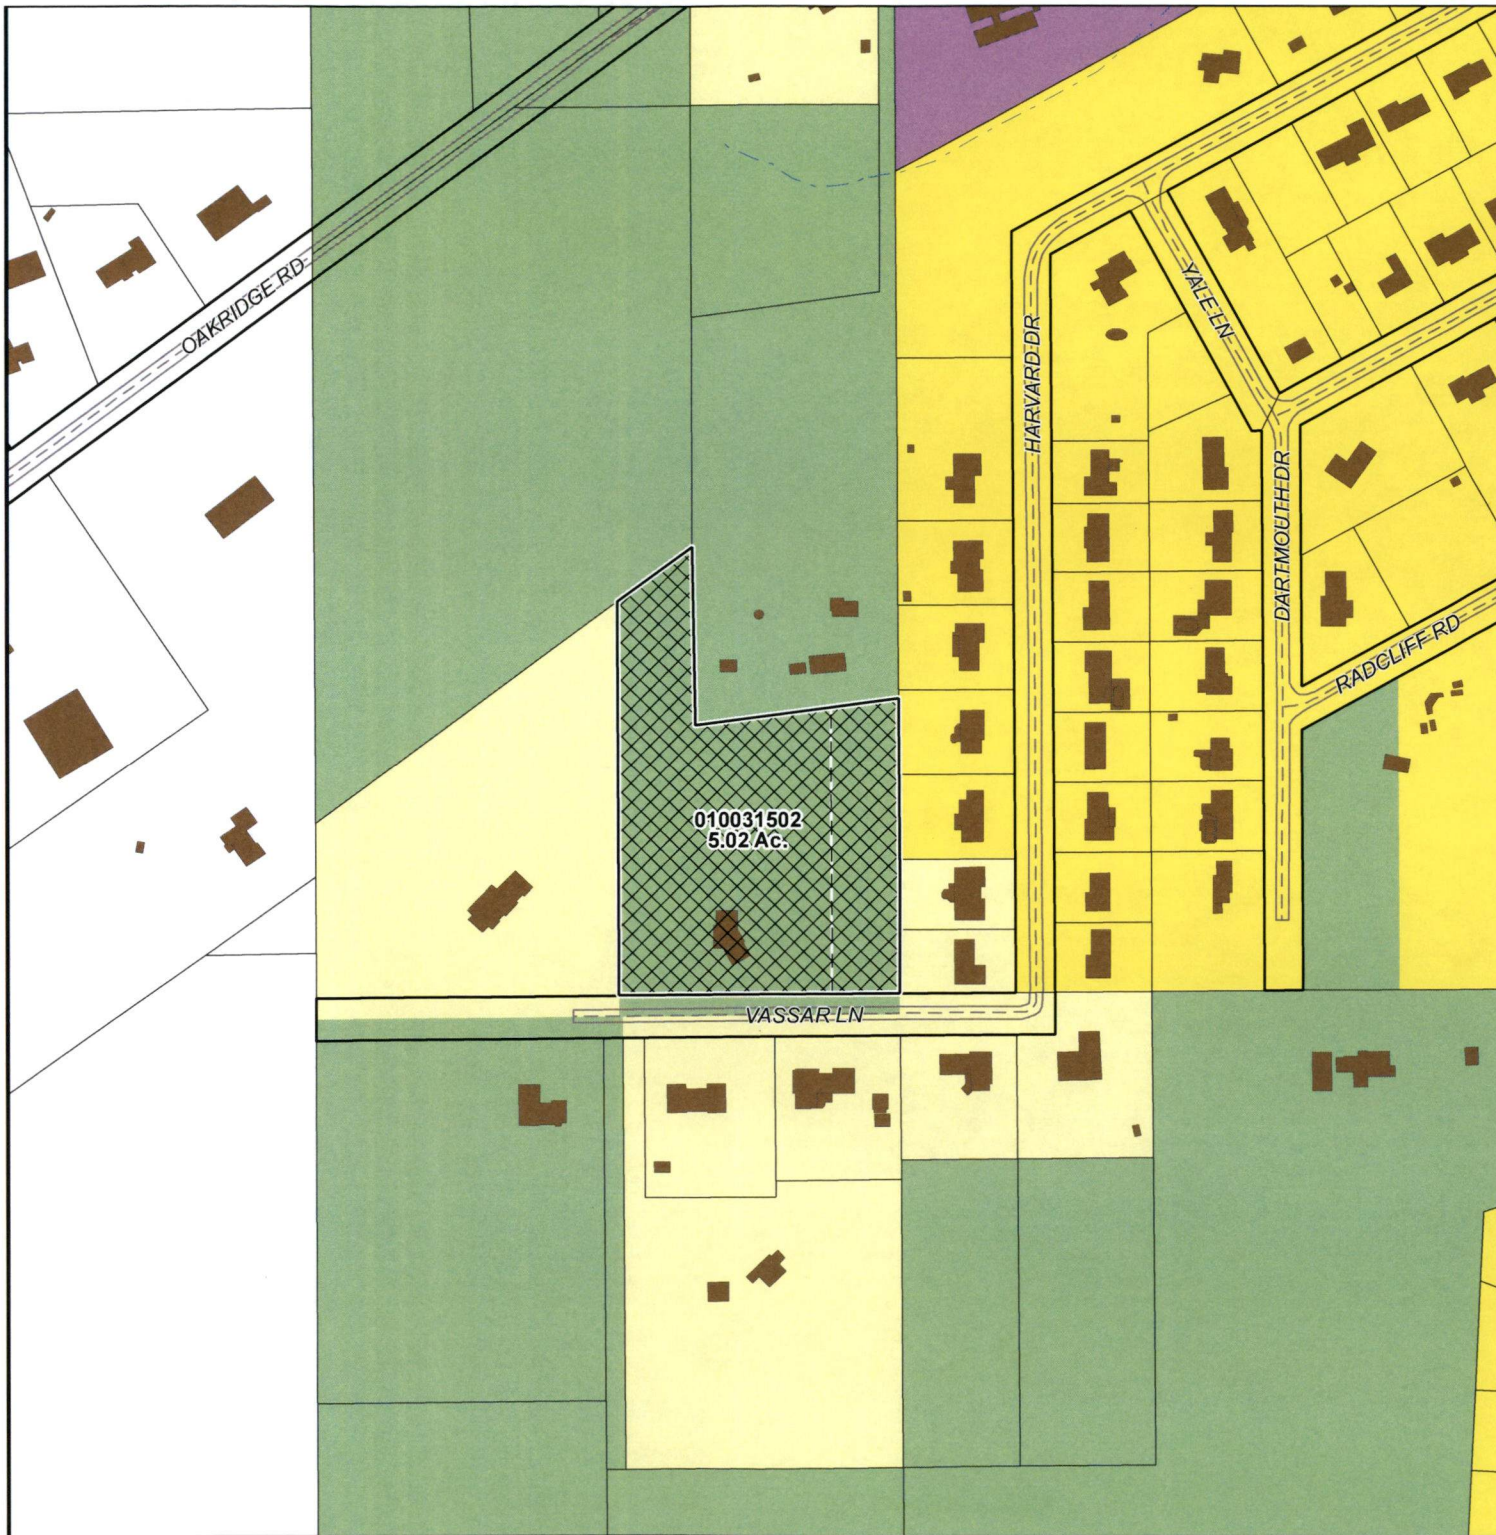 OAKRIDGE RD
YALE LN
HARVARD DR
DARTMOUTH DR
RADCLIFF RD
010031502
5.02 Ac.
VASSAR LN